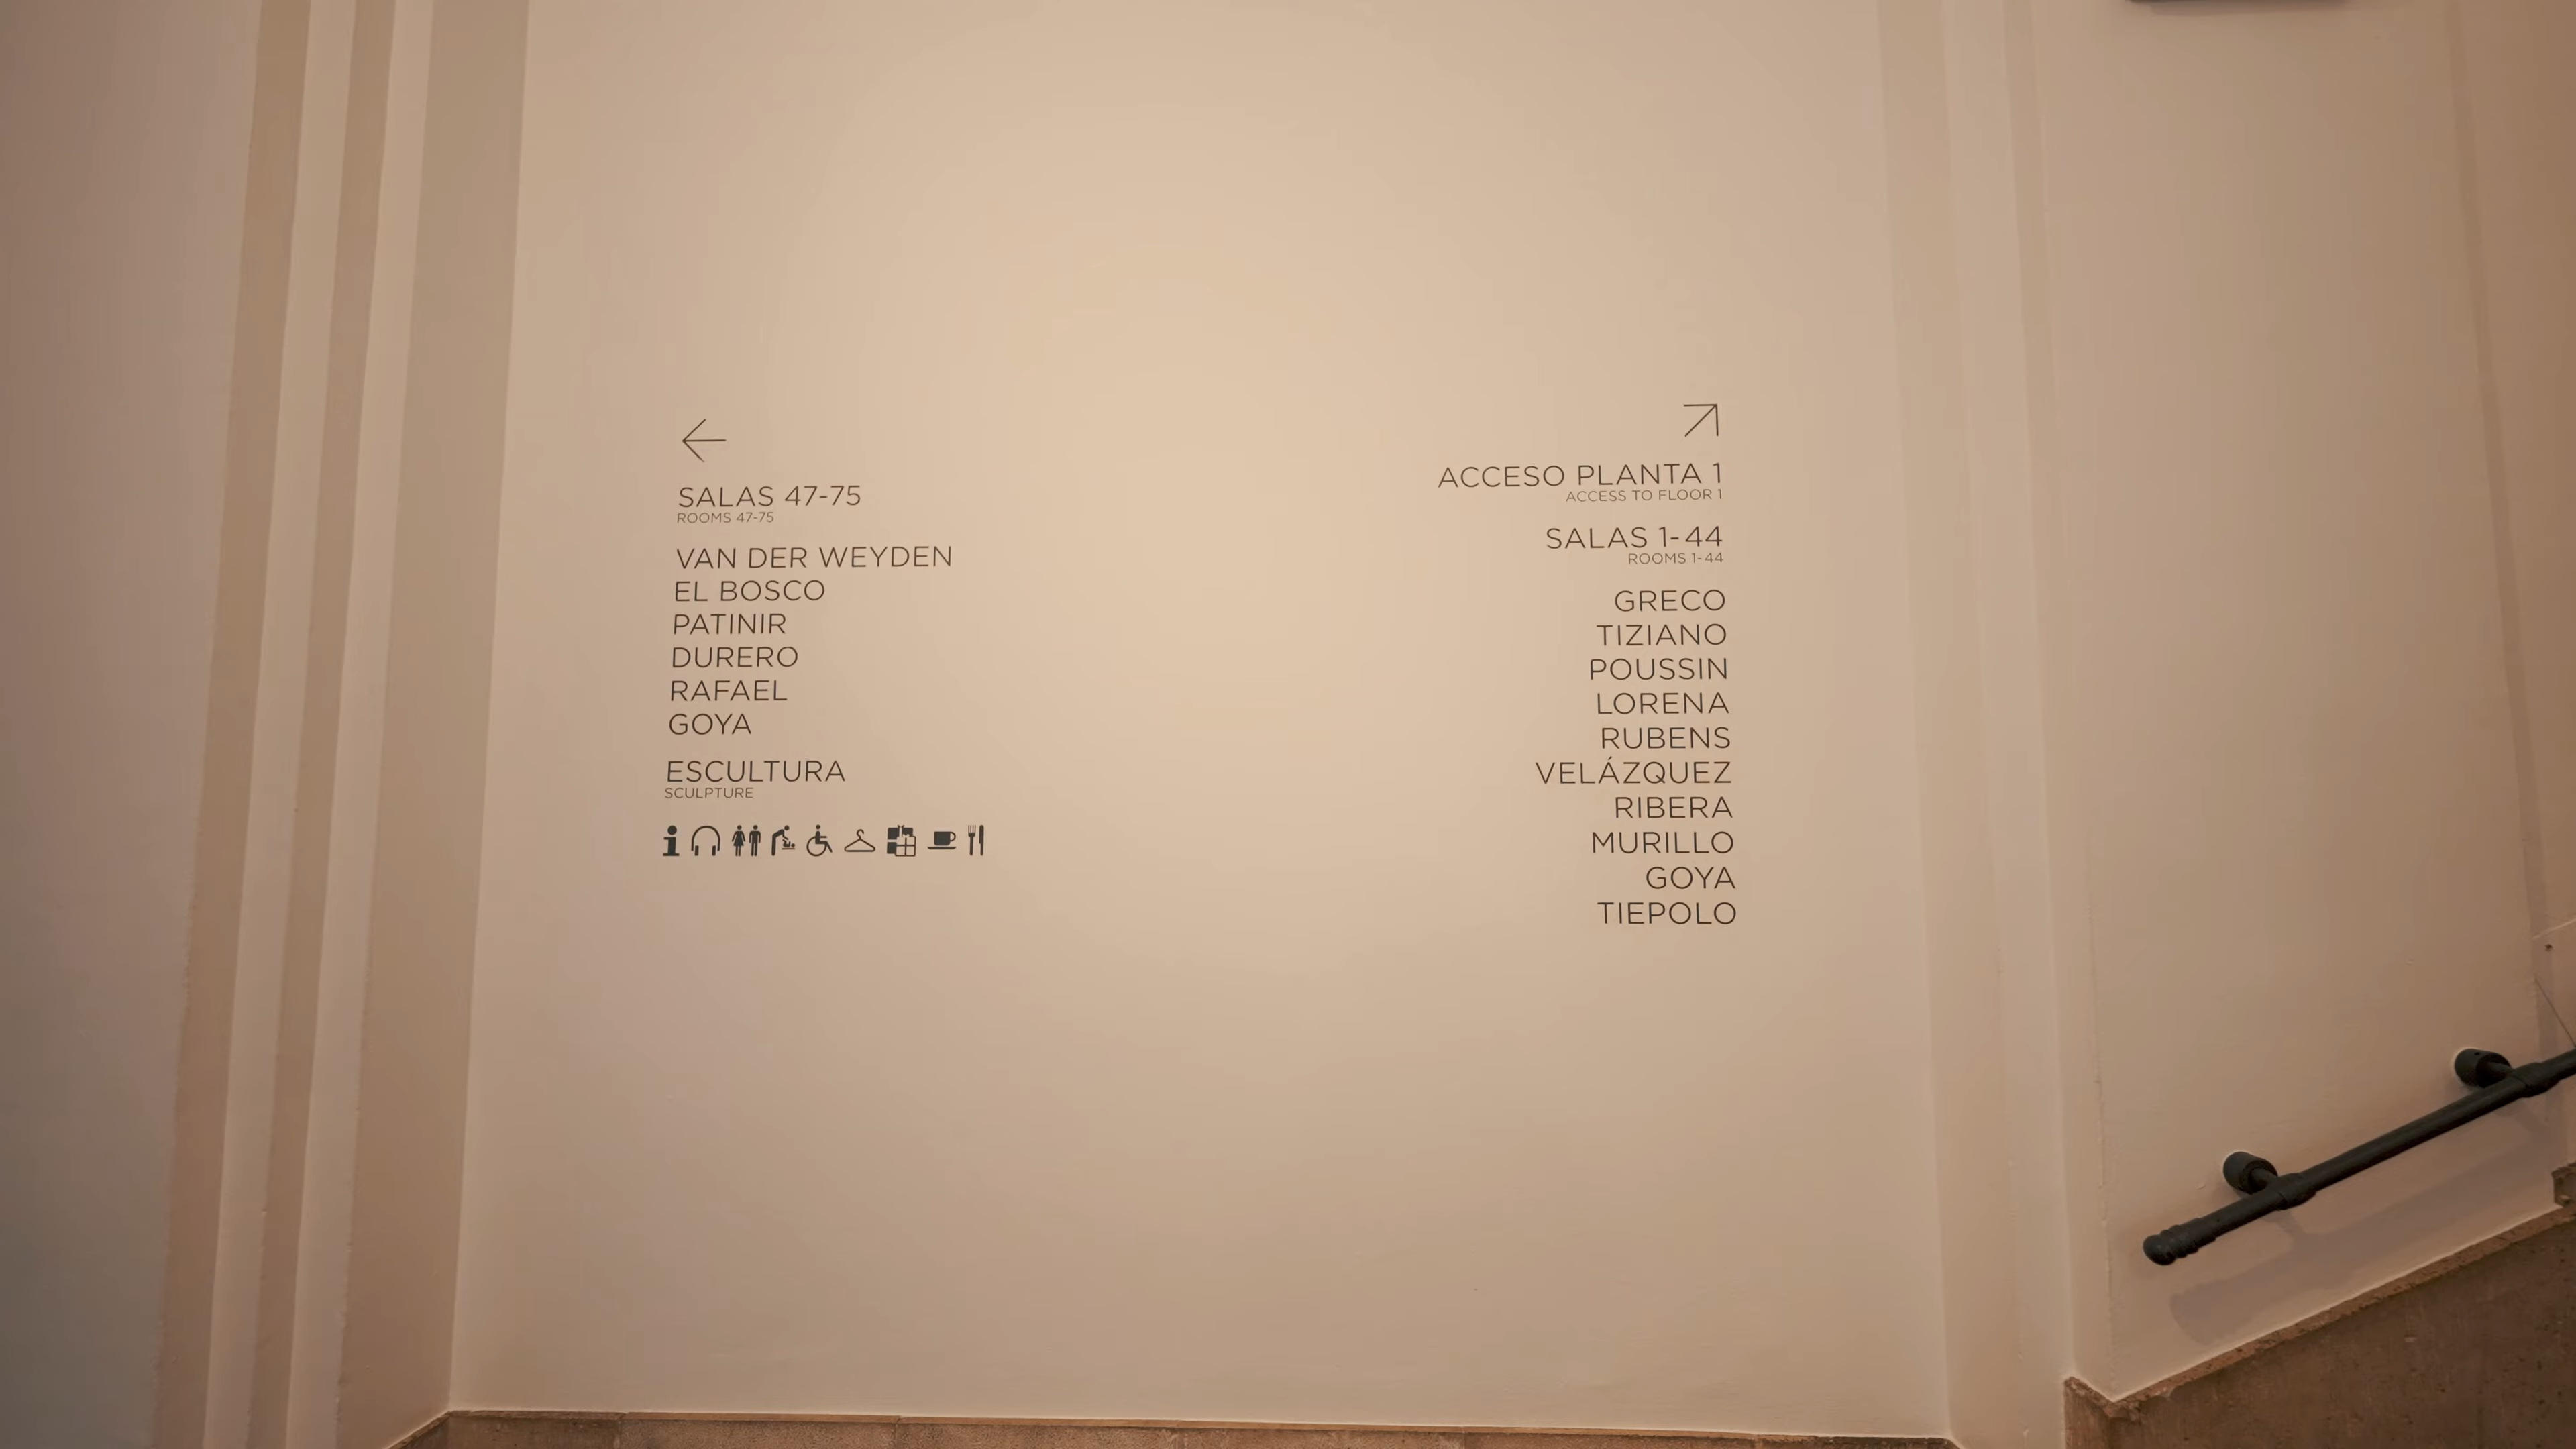 SALAS 47-75
ROOMS 47-75
VAN DER WEYDEN
EL BOSCO
PATINIR
DURERO
RAFAEL
GOYA
ESCULTURA
SCULPTURE
ACCESO PLANTA 1
ACCESS TO FLOOR 1
SALAS 1-44
ROOMS 1-44
GRECO
TIZIANO
POUSSIN
LORENA
RUBENS
VELÁZQUEZ
RIBERA
MURILLO
GOYA
TIEPOLO